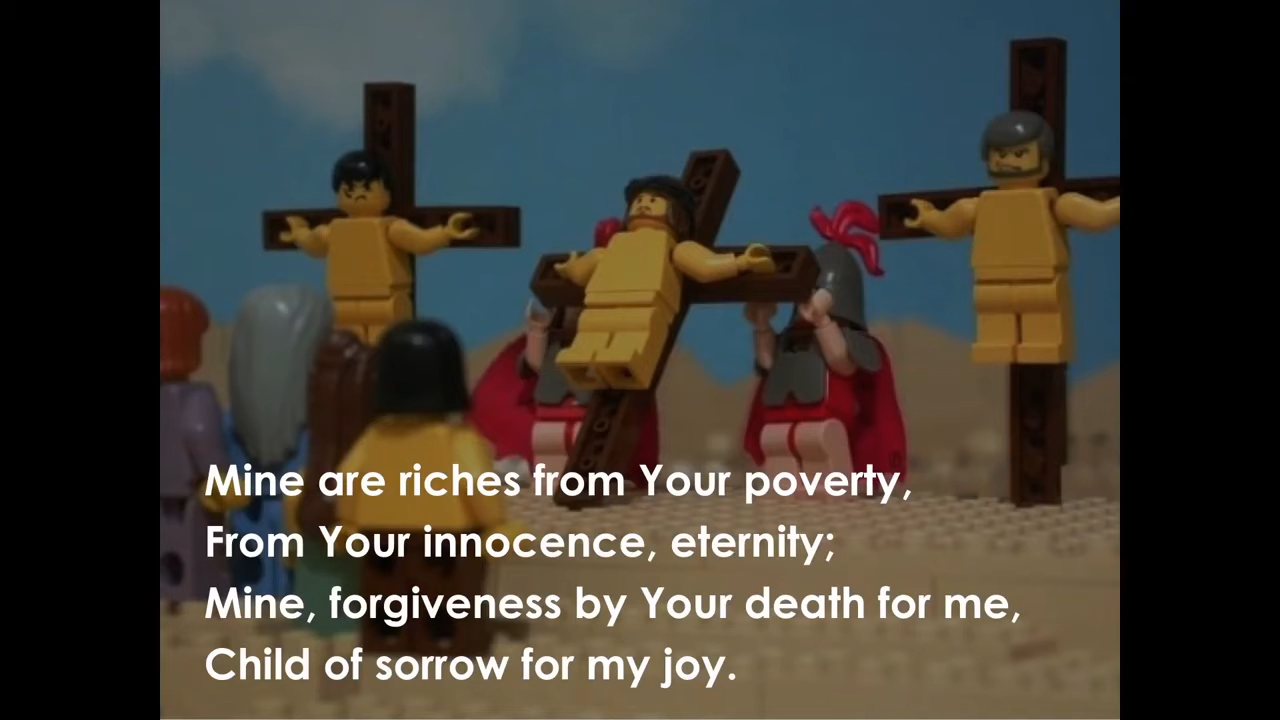 Mine are riches from Your poverty,
From Your innocence, eternity;
Mine, forgiveness by Your death for me,
Child of sorrow for my joy.